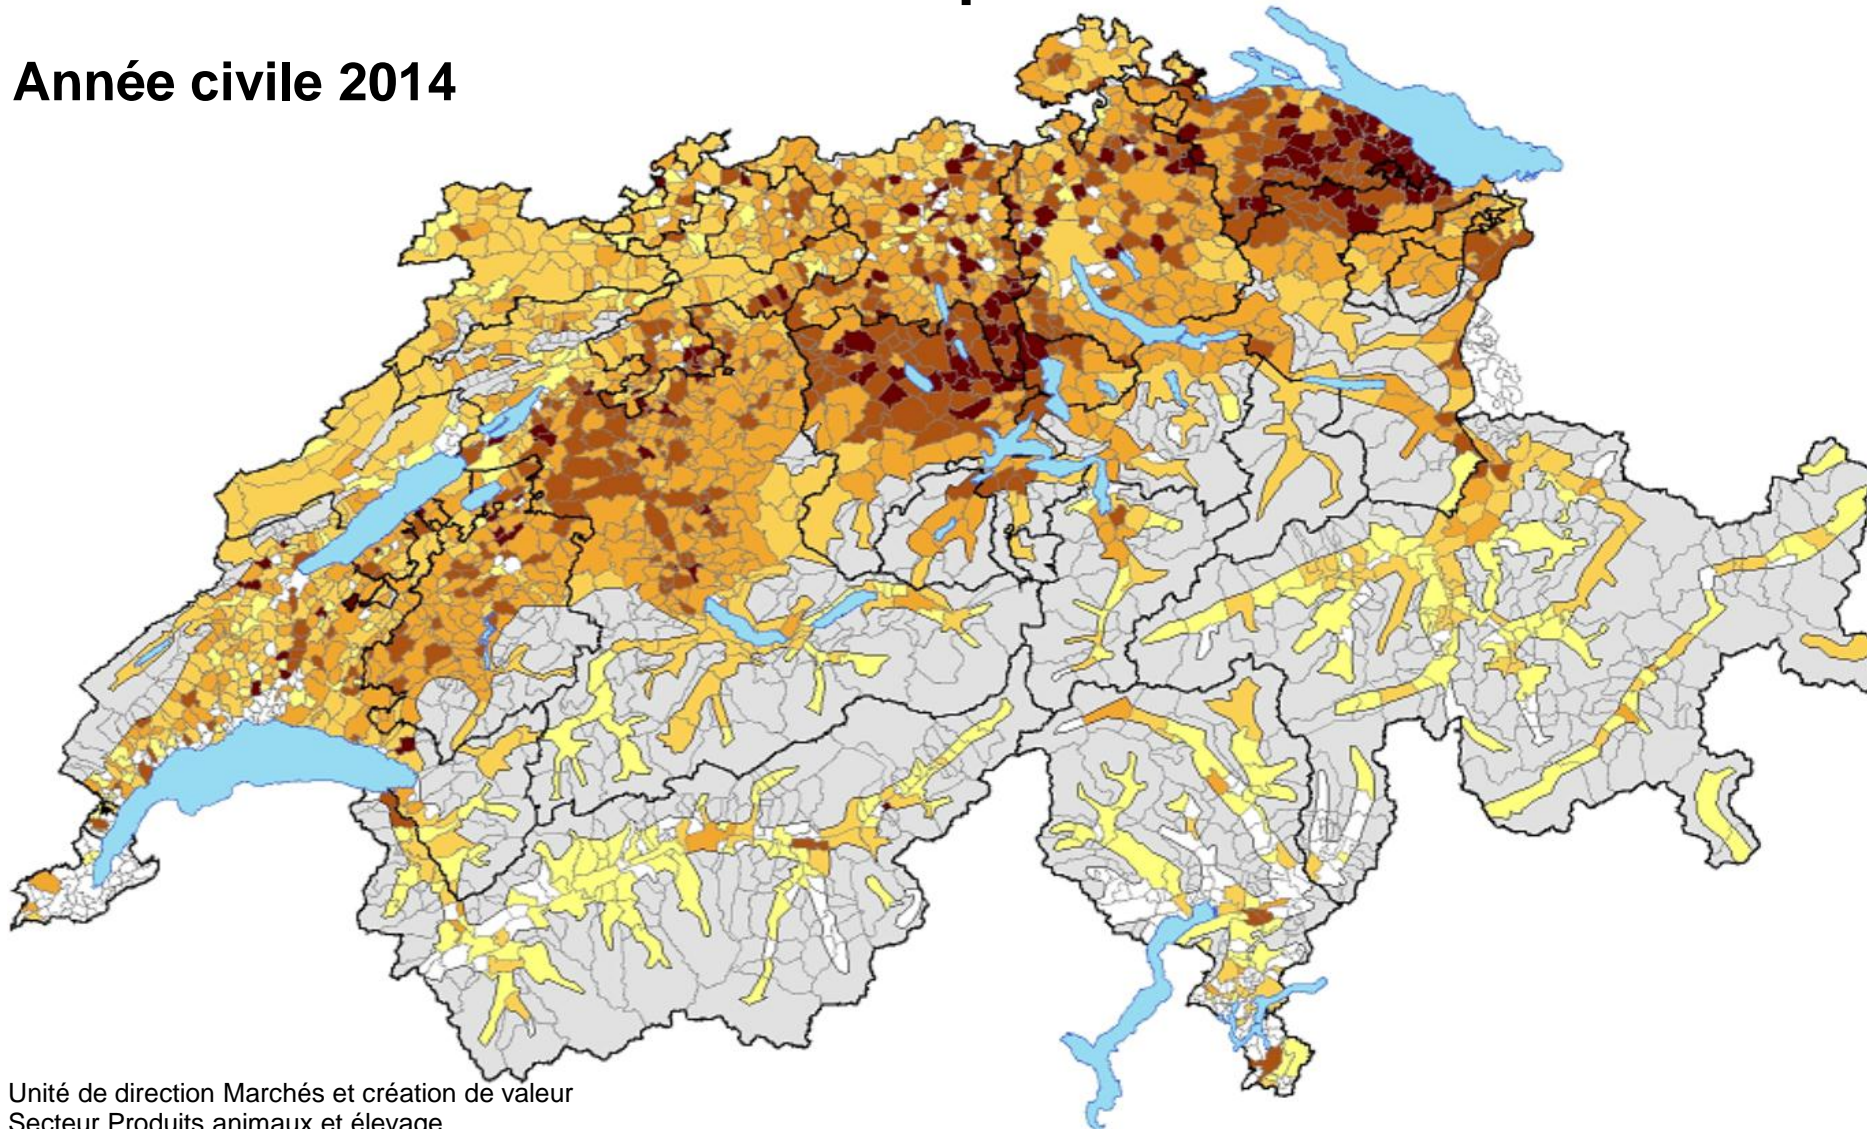 Année civile 2014
Unité de direction Marchés et création de valeur
Secteur Produits animaux et élevage